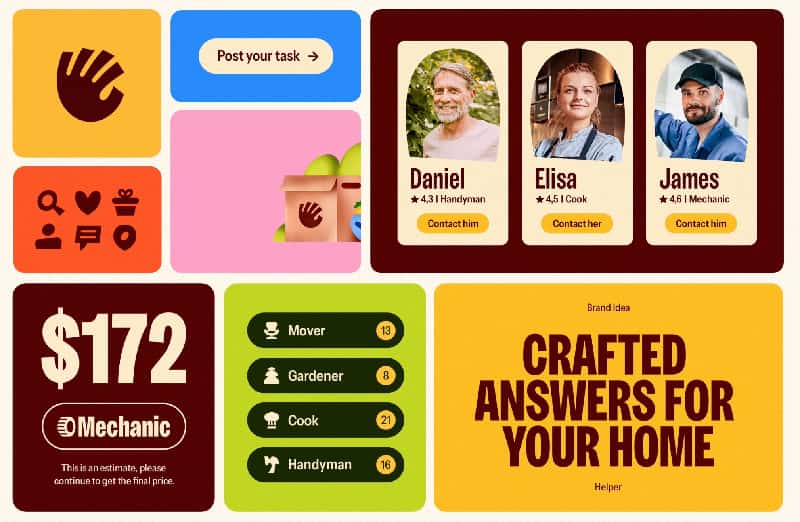 Post your task →
Daniel
★ 4,3 | Handyman
Contact him
Elisa
★ 4,5 | Cook
Contact her
James
★ 4,6 | Mechanic
Contact him
$172
Mechanic
This is an estimate, please
continue to get the final price.
Mover 13
Gardener 8
Cook 21
Handyman 16
Brand Idea
CRAFTED
ANSWERS FOR
YOUR HOME
Helper